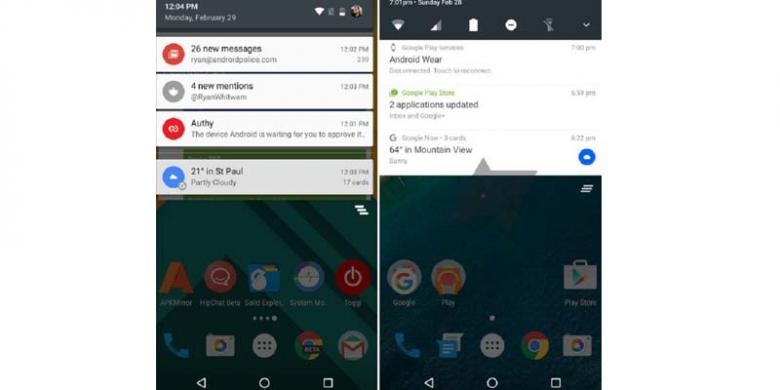 12:04 PM
Monday, February 29
26 new messages 12:03 PM
ryan@androidpolice.com 239
4 new mentions 12:03 PM
@RyanWhitwam
Authy 12:01 PM
The device Android is waiting for you to approve it..
21° in St Paul 12:03 PM
Partly Cloudy 17 cards
APKMirror HipChat Beta Solid Explor.. System Mo.. Toggl
BETA
7:01pm • Sunday Feb 28
Google Play services 7:00 pm
Android Wear
Disconnected. Touch to reconnect.
Google Play Store 6:59 pm
2 applications updated
Inbox and Google+
Google Now • 3 cards 6:22 pm
64° in Mountain View
Sunny
Google Play Play Store